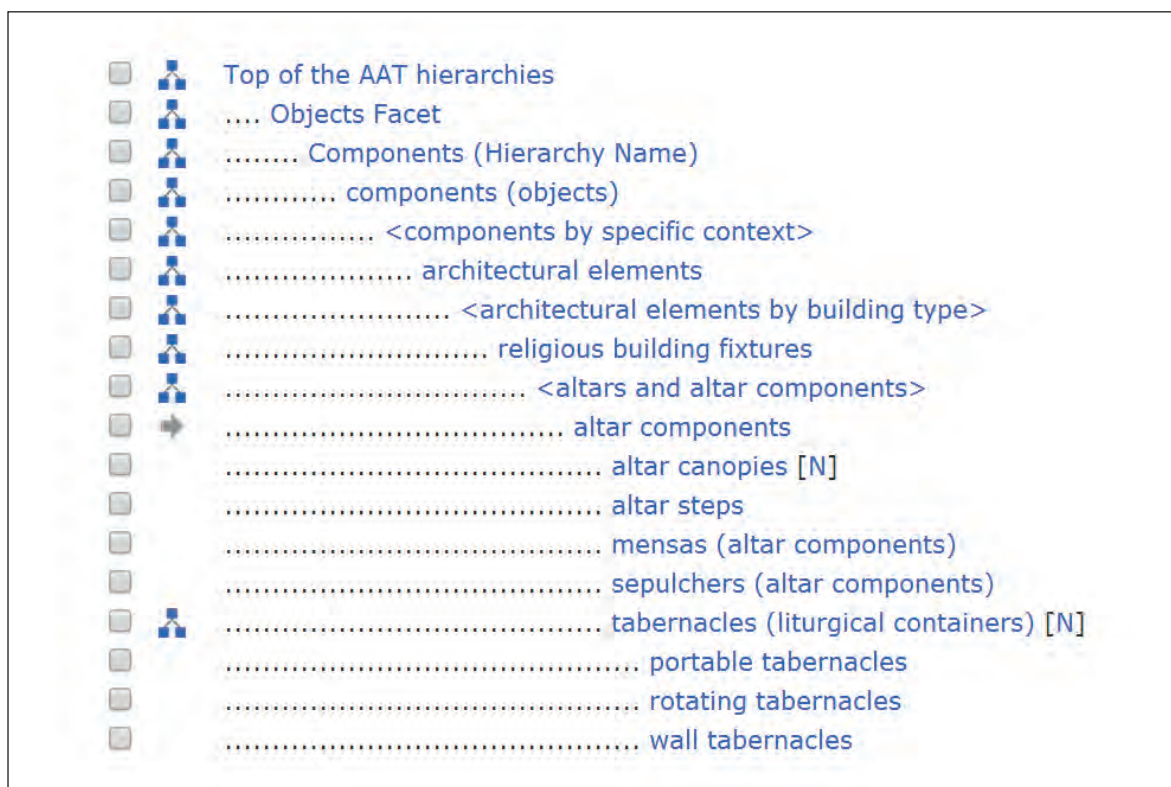 Top of the AAT hierarchies
.... Objects Facet
........ Components (Hierarchy Name)
............ components (objects)
................ <components by specific context>
.................... architectural elements
........................ <architectural elements by building type>
............................ religious building fixtures
................................ <altars and altar components>
.................................... altar components
........................................ altar canopies [N]
........................................ altar steps
........................................ mensas (altar components)
........................................ sepulchers (altar components)
........................................ tabernacles (liturgical containers) [N]
............................................ portable tabernacles
............................................ rotating tabernacles
............................................ wall tabernacles